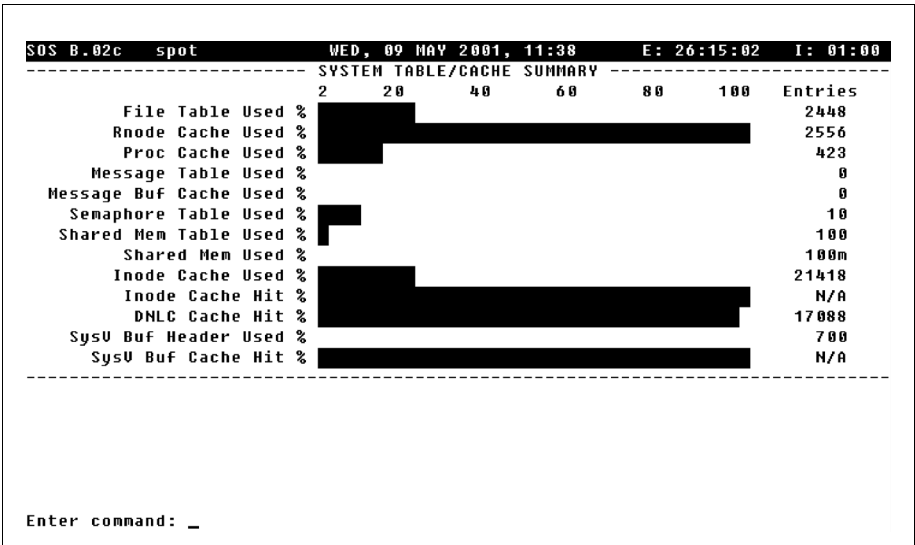 SOS B.02c spot WED, 09 MAY 2001, 11:38 E: 26:15:02 I: 01:00
---------------------------- SYSTEM TABLE/CACHE SUMMARY ----------------------------
2 20 40 60 80 100 Entries
File Table Used % 2448
Rnode Cache Used % 2556
Proc Cache Used % 423
Message Table Used % 0
Message Buf Cache Used % 0
Semaphore Table Used % 10
Shared Mem Table Used % 100
Shared Mem Used % 100m
Inode Cache Used % 21418
Inode Cache Hit % N/A
DNLC Cache Hit % 17088
SysV Buf Header Used % 700
SysV Buf Cache Hit % N/A
--------------------------------------------------------------------------------
Enter command: _